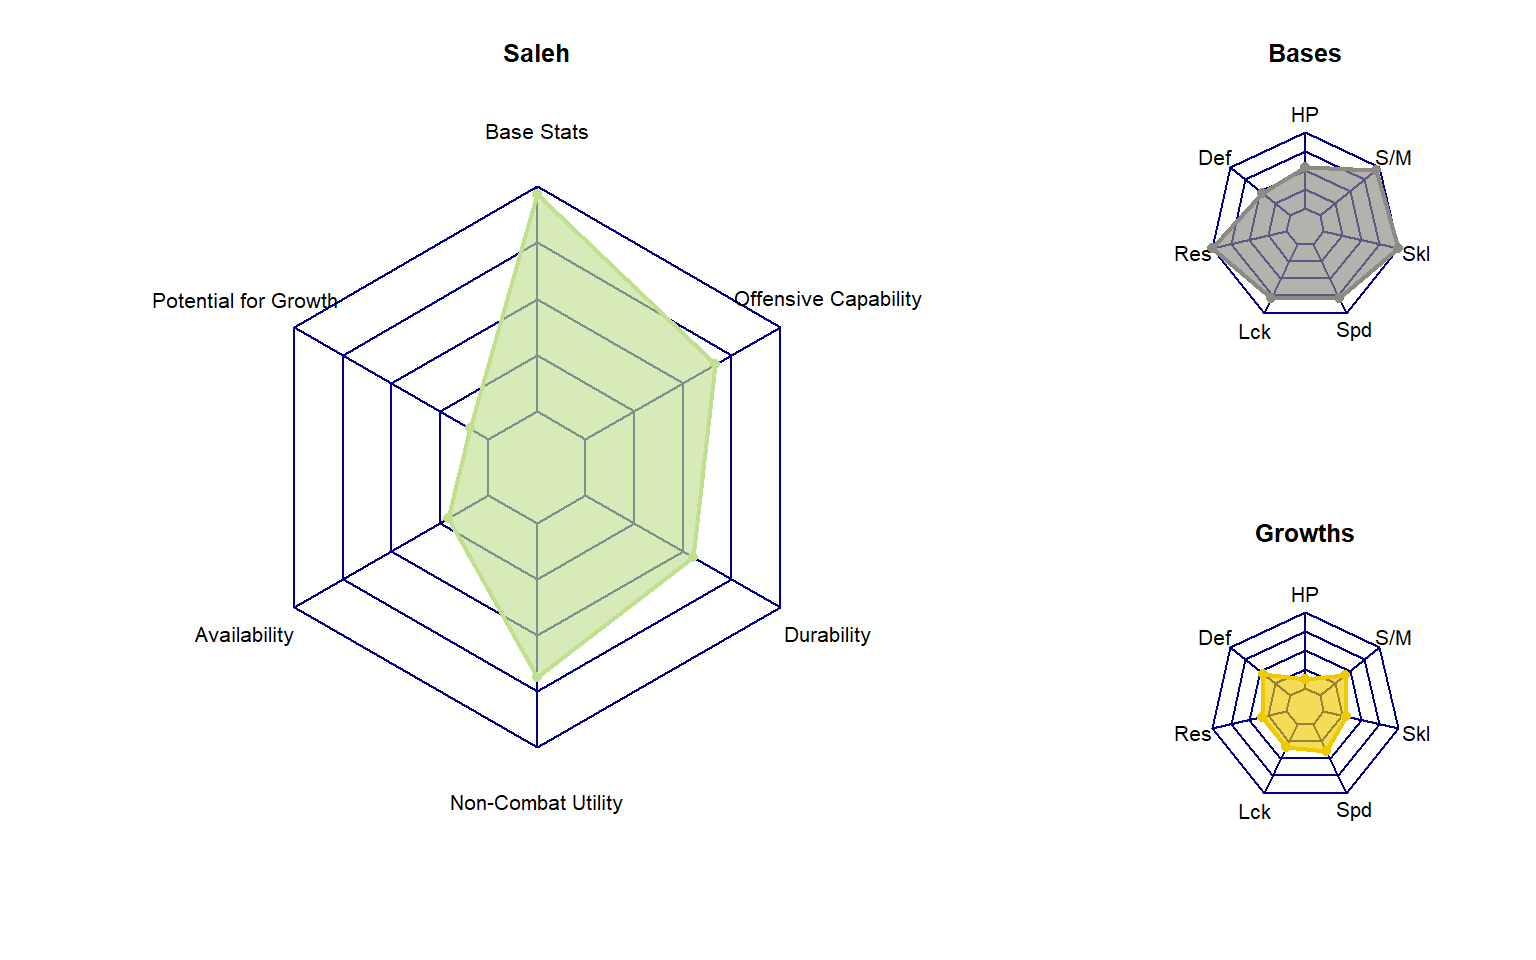 Saleh
Base Stats
Potential for Growth
Offensive Capability
Availability
Durability
Non-Combat Utility
Bases
HP
Def
S/M
Res
Skl
Lck
Spd
Growths
HP
Def
S/M
Res
Skl
Lck
Spd